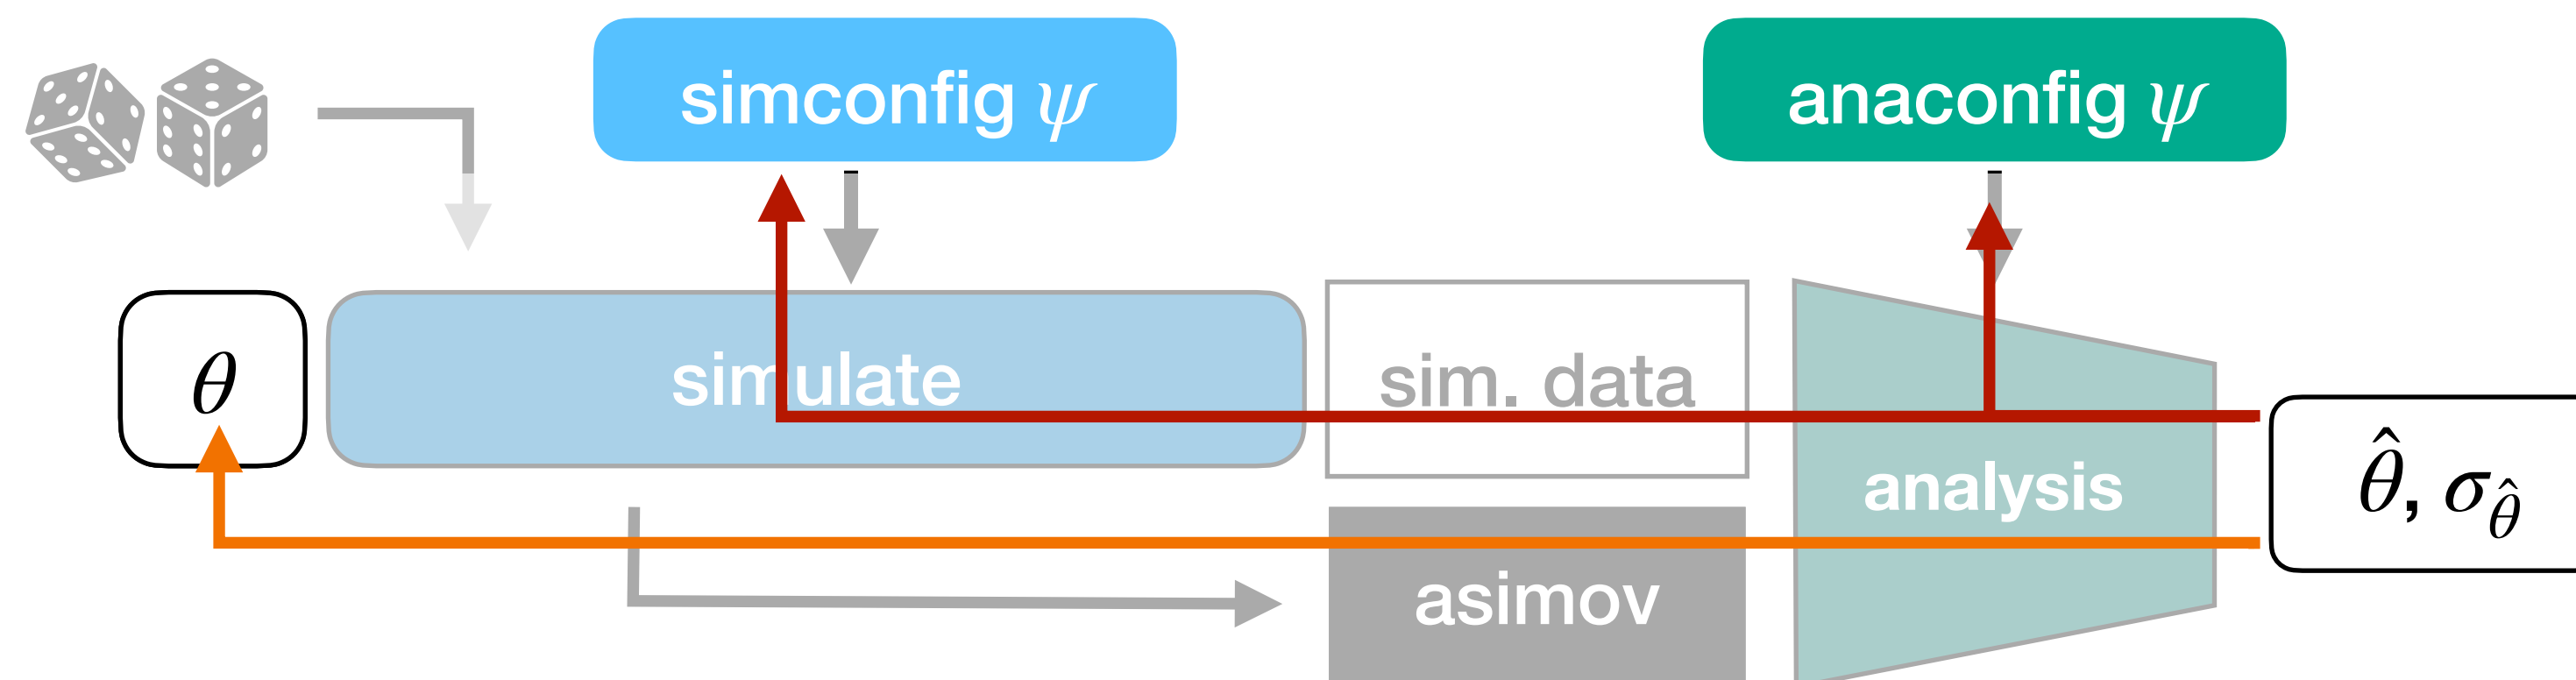 simconfig ψ
anaconfig ψ
θ
simulate
sim. data
analysis
θ̂, σ_θ̂
asimov